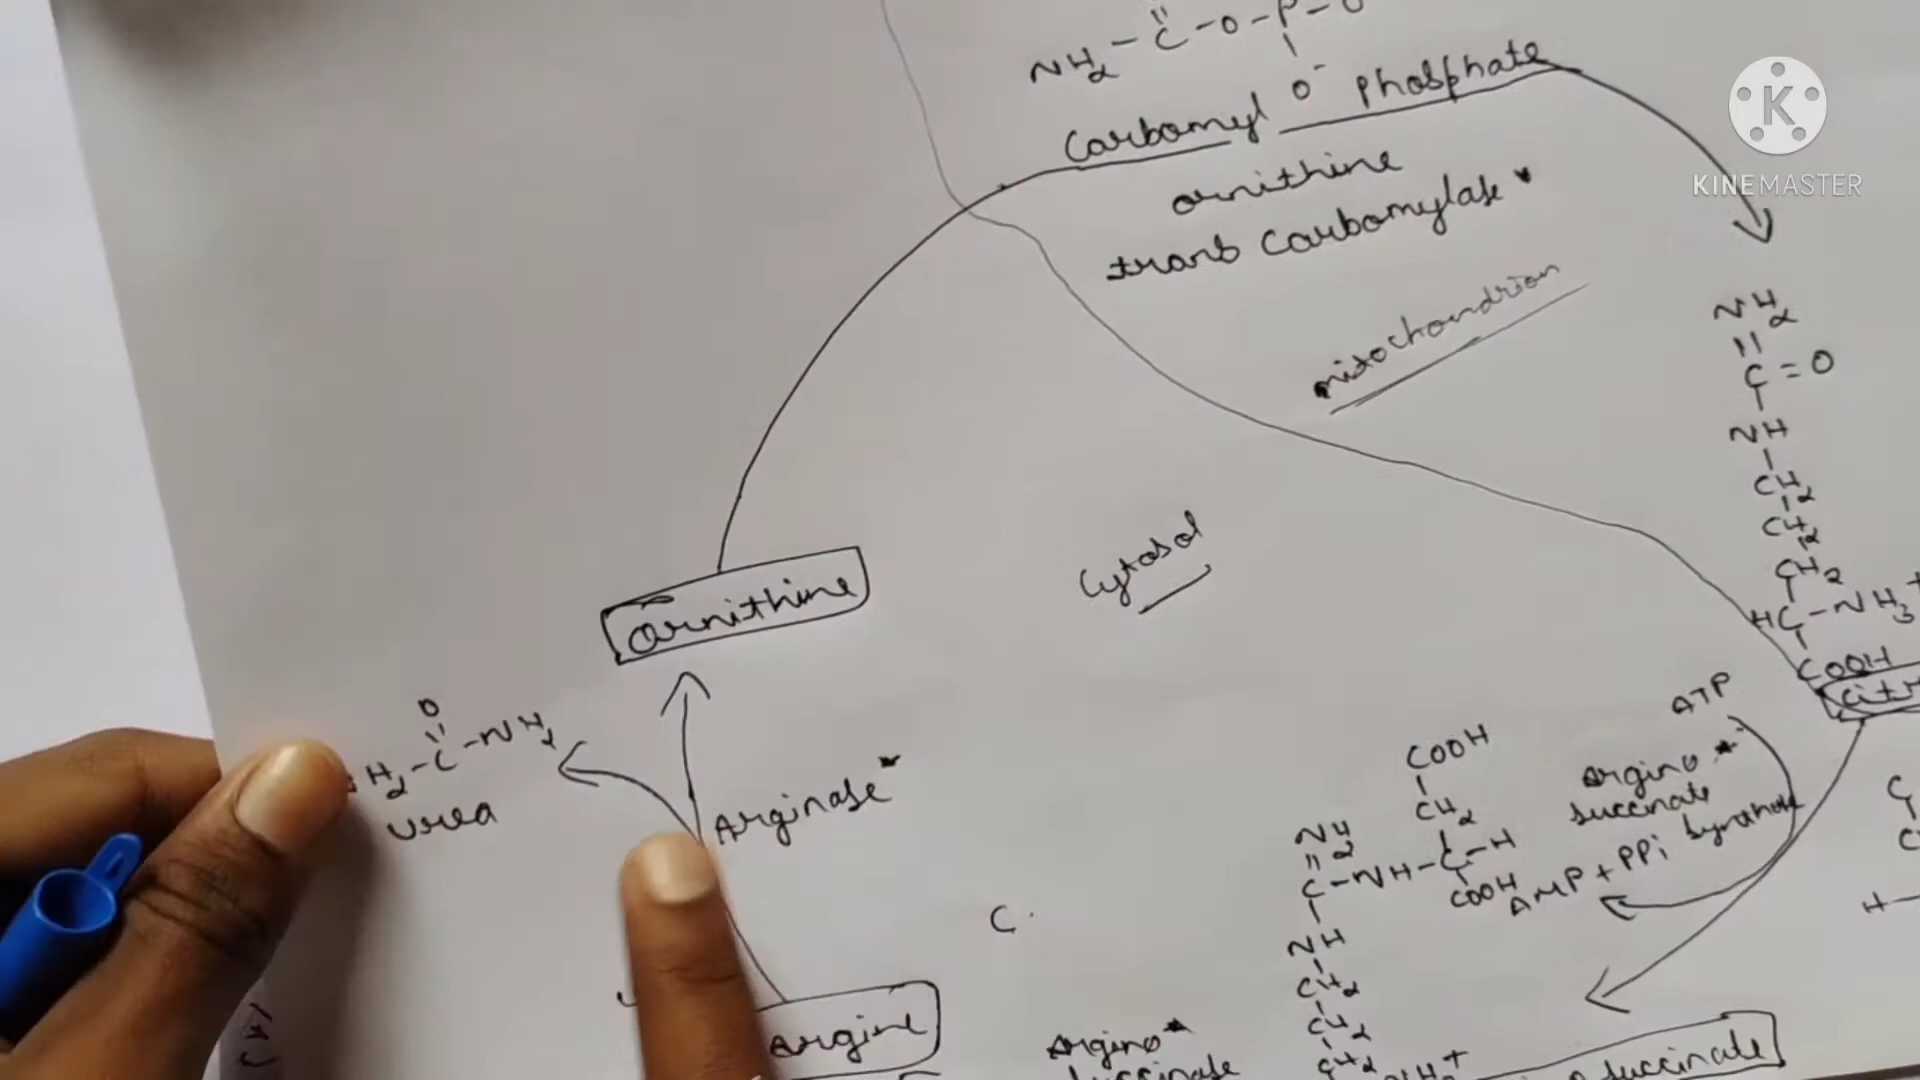 NH2 - C - O - P - O
O-
Carbomyl phosphate
ornithine
trans Carbomylase*
mitochondrion
K
KINEMASTER
NH2
C = O
NH
CH2
CH2
CH2
HC - NH3+
COOH
Cytosol
ornithine
O
H2 - C - NH2
urea
Arginase*
ATP
Argino*
succinate
AMP + PPi
COOH
CH2
NH2
C - NH - C - H
COOH
NH
CH2
CH2
CH2
C
Argine
Argino*
succinate
succinate